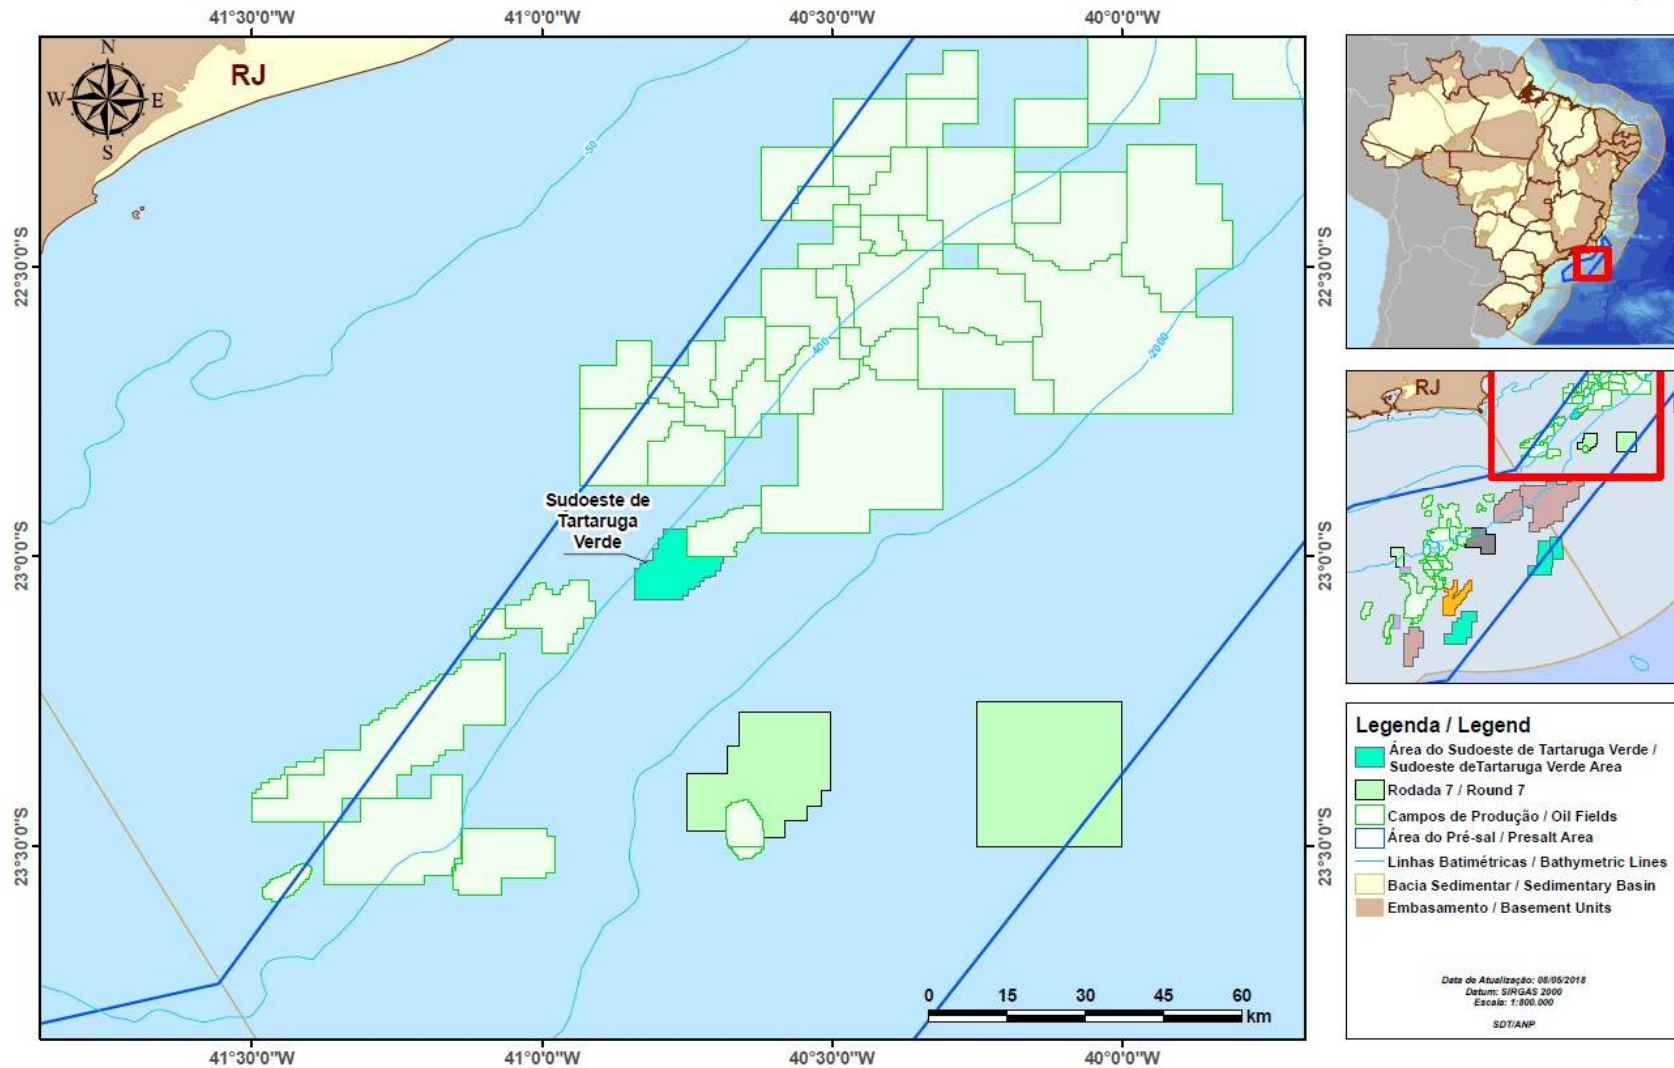 41°30'0"W
41°0'0"W
40°30'0"W
40°0'0"W
N
W
E
S
RJ
-50
-400
-2000
22°30'0"S
22°30'0"S
Sudoeste de
Tartaruga
Verde
23°0'0"S
23°0'0"S
23°30'0"S
23°30'0"S
0
15
30
45
60
km
41°30'0"W
41°0'0"W
40°30'0"W
40°0'0"W
RJ
Legenda / Legend
Área do Sudoeste de Tartaruga Verde /
Sudoeste deTartaruga Verde Area
Rodada 7 / Round 7
Campos de Produção / Oil Fields
Área do Pré-sal / Presalt Area
Linhas Batimétricas / Bathymetric Lines
Bacia Sedimentar / Sedimentary Basin
Embasamento / Basement Units
Data de Atualização: 08/05/2018
Datum: SIRGAS 2000
Escala: 1:800.000
SDT/ANP